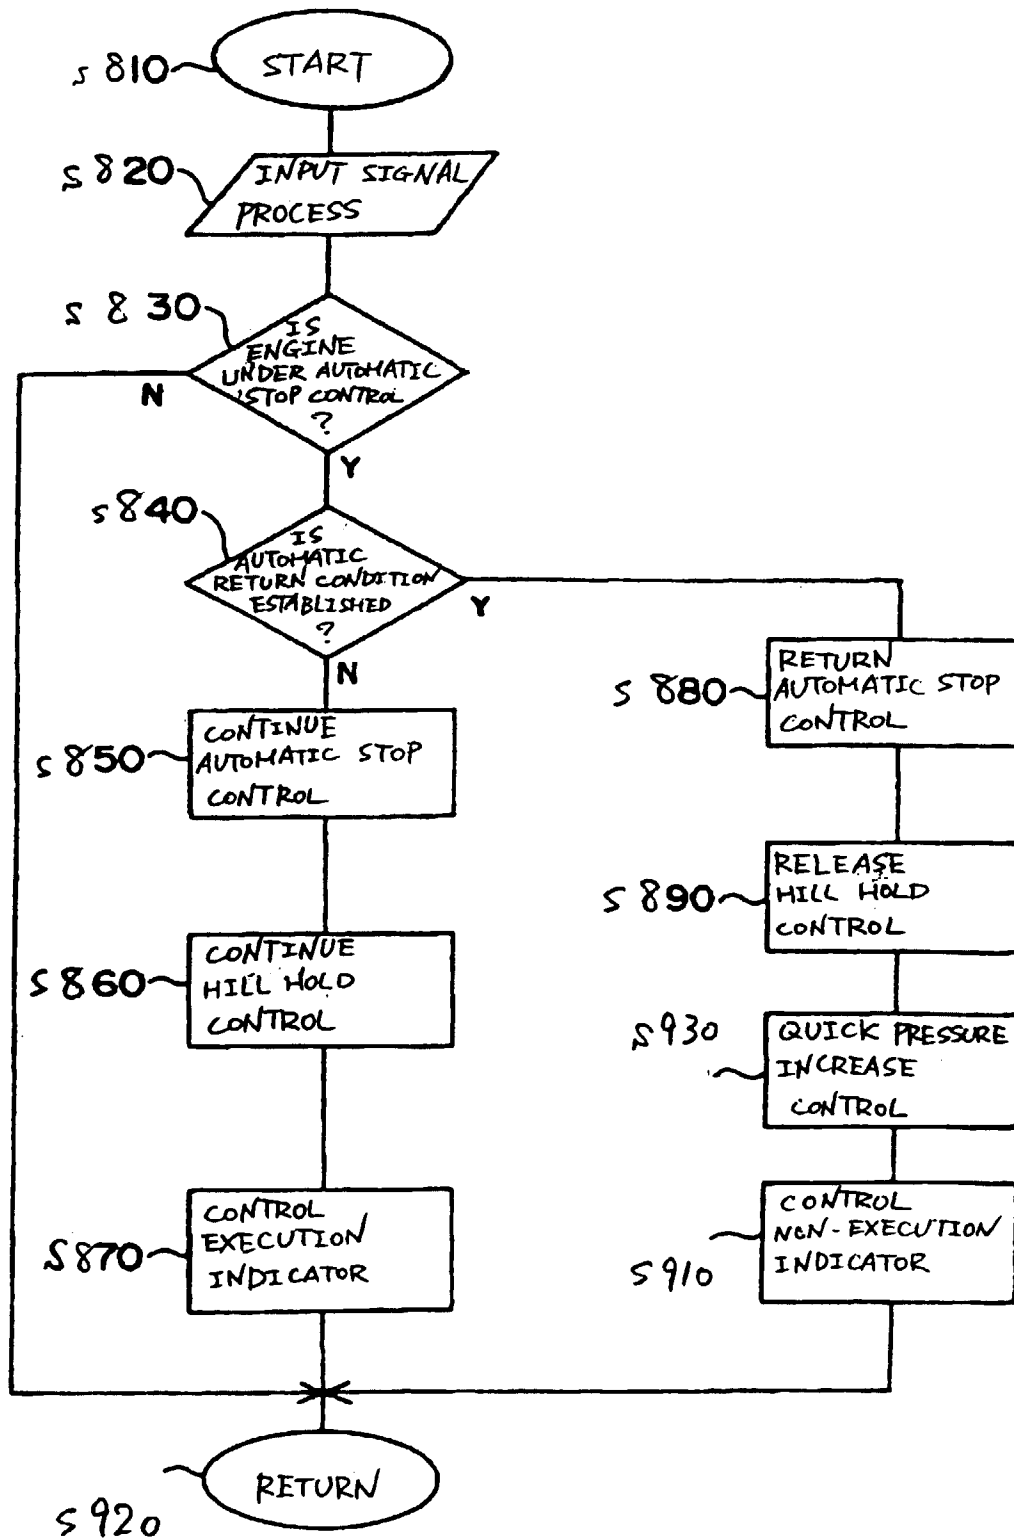 S810
START
S820
INPUT SIGNAL
PROCESS
S830
IS
ENGINE
UNDER AUTOMATIC
STOP CONTROL
?
N
Y
S840
IS
AUTOMATIC
RETURN CONDITION
ESTABLISHED
?
Y
N
S850
CONTINUE
AUTOMATIC STOP
CONTROL
S880
RETURN
AUTOMATIC STOP
CONTROL
S860
CONTINUE
HILL HOLD
CONTROL
S890
RELEASE
HILL HOLD
CONTROL
S930
QUICK PRESSURE
INCREASE
CONTROL
S870
CONTROL
EXECUTION
INDICATOR
S910
CONTROL
NON-EXECUTION
INDICATOR
S920
RETURN